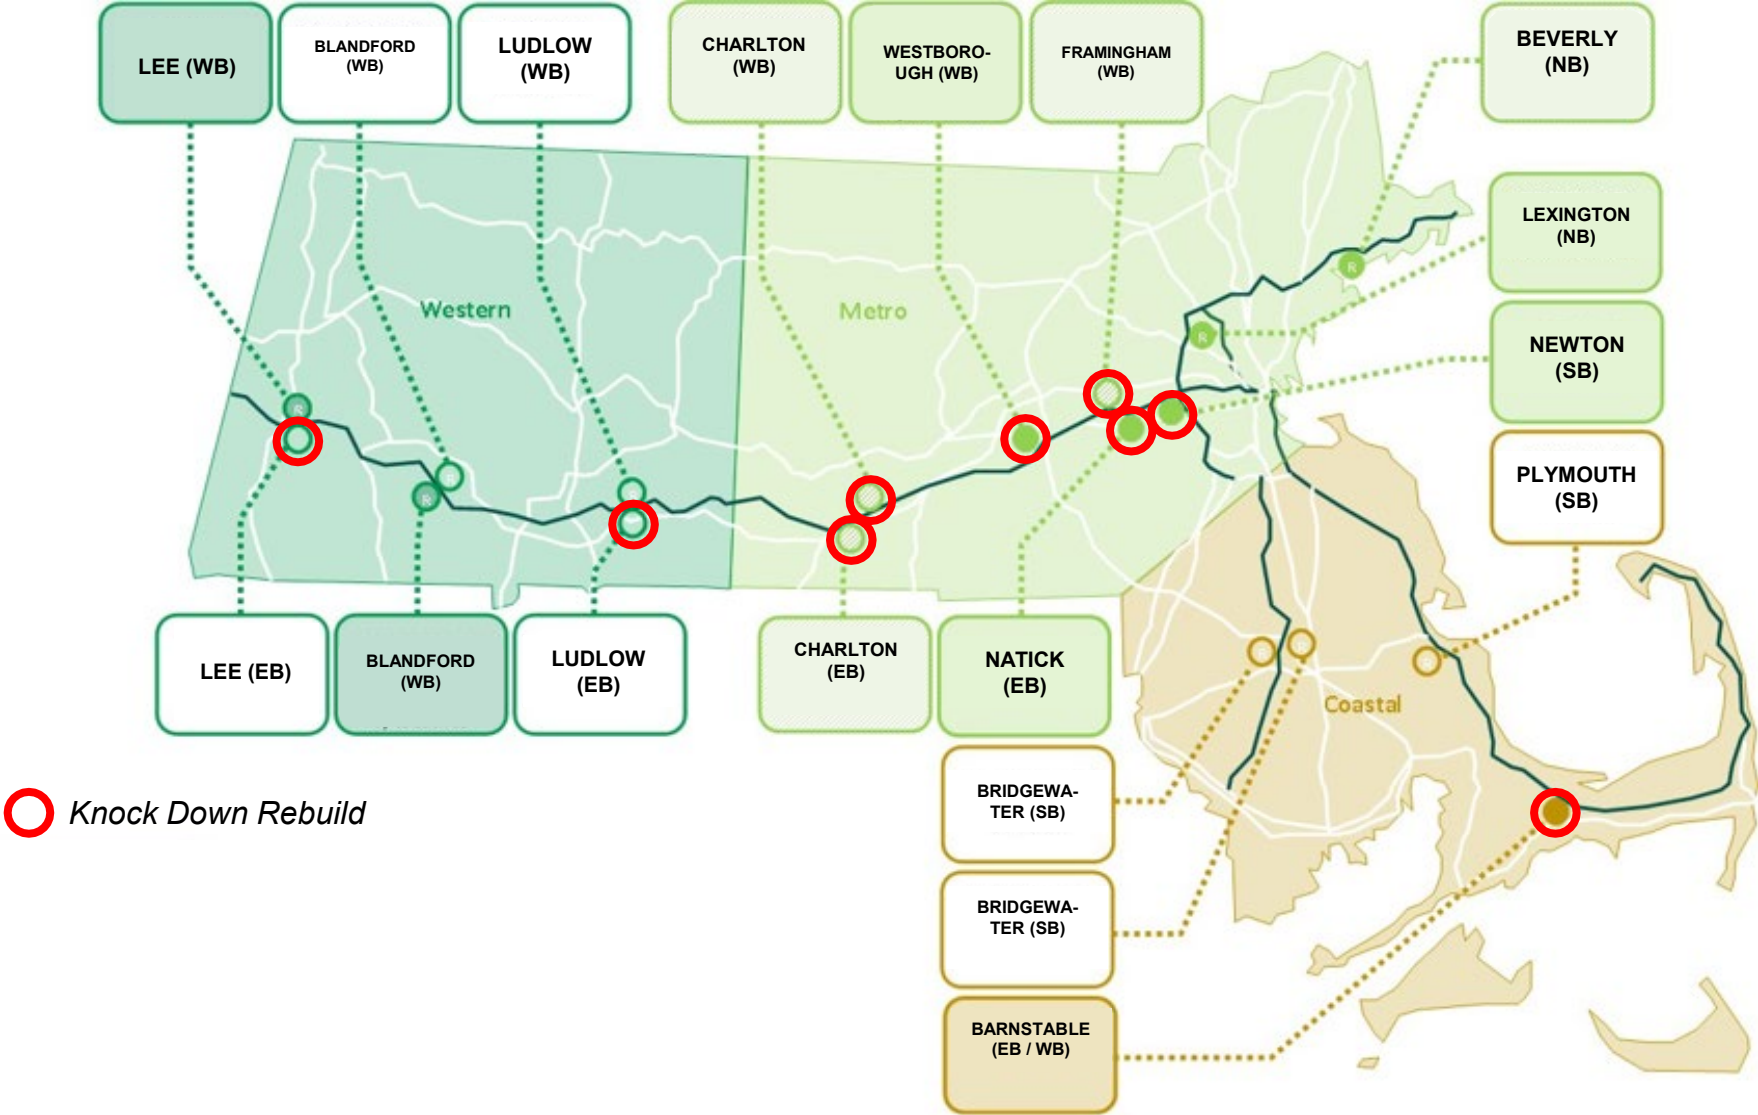 LEE (WB)
BLANDFORD
(WB)
LUDLOW
(WB)
CHARLTON
(WB)
WESTBORO-
UGH (WB)
FRAMINGHAM
(WB)
BEVERLY
(NB)
LEXINGTON
(NB)
NEWTON
(SB)
PLYMOUTH
(SB)
Western
Metro
Coastal
R
R
R
R
R
R
R
LEE (EB)
BLANDFORD
(WB)
LUDLOW
(EB)
CHARLTON
(EB)
NATICK
(EB)
BRIDGEWA-
TER (SB)
BRIDGEWA-
TER (SB)
BARNSTABLE
(EB / WB)
Knock Down Rebuild